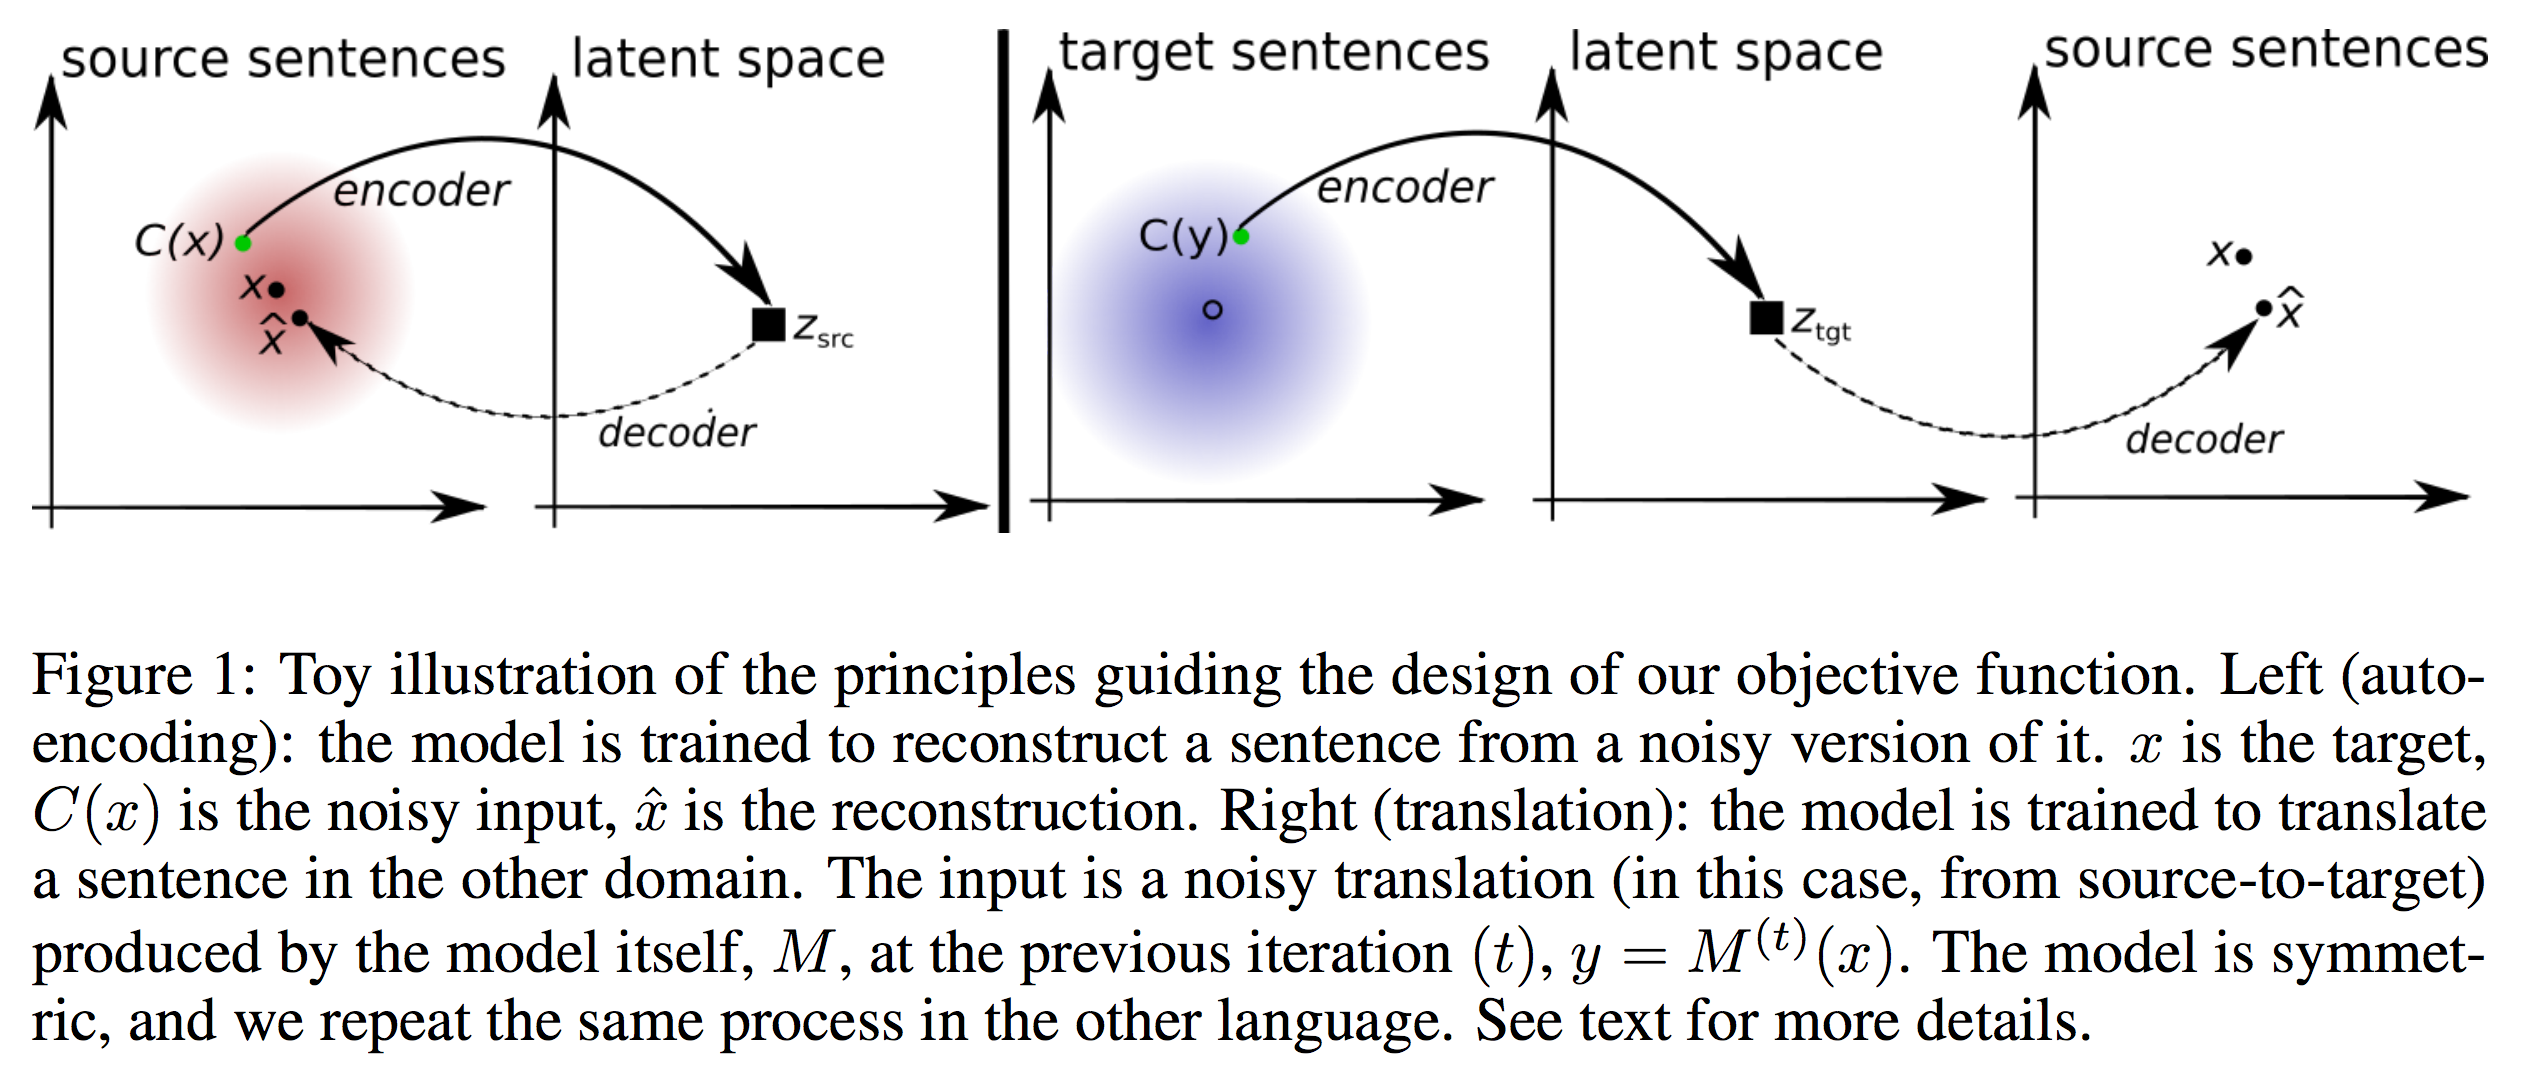 source sentences
latent space
encoder
C(x)
x
x̂
z_src
decoder
target sentences
latent space
source sentences
encoder
C(y)
z_tgt
x
x̂
decoder
Figure 1: Toy illustration of the principles guiding the design of our objective function. Left (auto-
encoding): the model is trained to reconstruct a sentence from a noisy version of it. x is the target,
C(x) is the noisy input, x̂ is the reconstruction. Right (translation): the model is trained to translate
a sentence in the other domain. The input is a noisy translation (in this case, from source-to-target)
produced by the model itself, M, at the previous iteration (t), y = M^(t)(x). The model is symmet-
ric, and we repeat the same process in the other language. See text for more details.